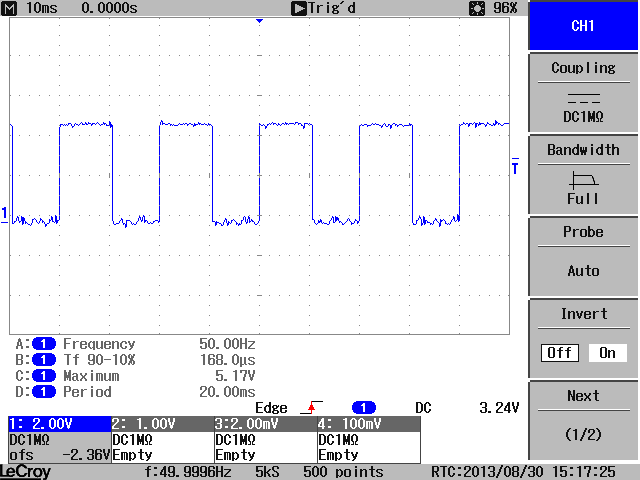 M 10ms 0.0000s Trig'd 96%
CH1
Coupling
DC1MΩ
Bandwidth
Full
Probe
Auto
Invert
Off On
Next
(1/2)
T
1
A: 1 Frequency 50.00Hz
B: 1 Tf 90-10% 168.0µs
C: 1 Maximum 5.17V
D: 1 Period 20.00ms
Edge 1 DC 3.24V
1: 2.00V 2: 1.00V 3:2.00mV 4: 100mV
DC1MΩ DC1MΩ DC1MΩ DC1MΩ
ofs -2.36V Empty Empty Empty
LeCroy f:49.9996Hz 5kS 500 points RTC:2013/08/30 15:17:25